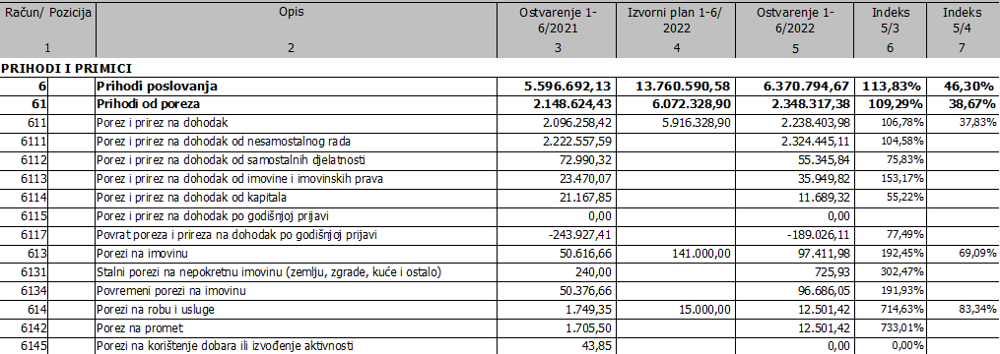 Račun/ Pozicija Opis Ostvarenje 1-6/2021 Izvorni plan 1-6/2022 Ostvarenje 1-6/2022 Indeks 5/3 Indeks 5/4
1 2 3 4 5 6 7
PRIHODI I PRIMICI
6 Prihodi poslovanja 5.596.692,13 13.760.590,58 6.370.794,67 113,83% 46,30%
61 Prihodi od poreza 2.148.624,43 6.072.328,90 2.348.317,38 109,29% 38,67%
611 Porez i prirez na dohodak 2.096.258,42 5.916.328,90 2.238.403,98 106,78% 37,83%
6111 Porez i prirez na dohodak od nesamostalnog rada 2.222.557,59 2.324.445,11 104,58%
6112 Porez i prirez na dohodak od samostalnih djelatnosti 72.990,32 55.345,84 75,83%
6113 Porez i prirez na dohodak od imovine i imovinskih prava 23.470,07 35.949,82 153,17%
6114 Porez i prirez na dohodak od kapitala 21.167,85 11.689,32 55,22%
6115 Porez i prirez na dohodak po godišnjoj prijavi 0,00 0,00
6117 Povrat poreza i prireza na dohodak po godišnjoj prijavi -243.927,41 -189.026,11 77,49%
613 Porezi na imovinu 50.616,66 141.000,00 97.411,98 192,45% 69,09%
6131 Stalni porezi na nepokretnu imovinu (zemlju, zgrade, kuće i ostalo) 240,00 725,93 302,47%
6134 Povremeni porezi na imovinu 50.376,66 96.686,05 191,93%
614 Porezi na robu i usluge 1.749,35 15.000,00 12.501,42 714,63% 83,34%
6142 Porez na promet 1.705,50 12.501,42 733,01%
6145 Porezi na korištenje dobara ili izvođenje aktivnosti 43,85 0,00 0,00%